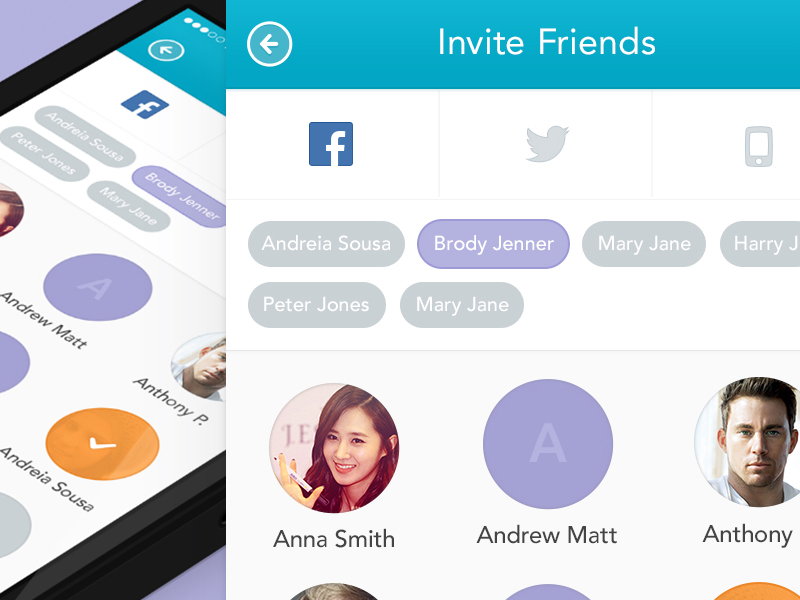 Invite Friends
Andreia Sousa Brody Jenner Mary Jane Harry J
Peter Jones Mary Jane
A
Anna Smith Andrew Matt Anthony
Andreia Sousa
Peter Jones
Brody Jenner
Mary Jane
A
Andrew Matt
Anthony P.
Andreia Sousa